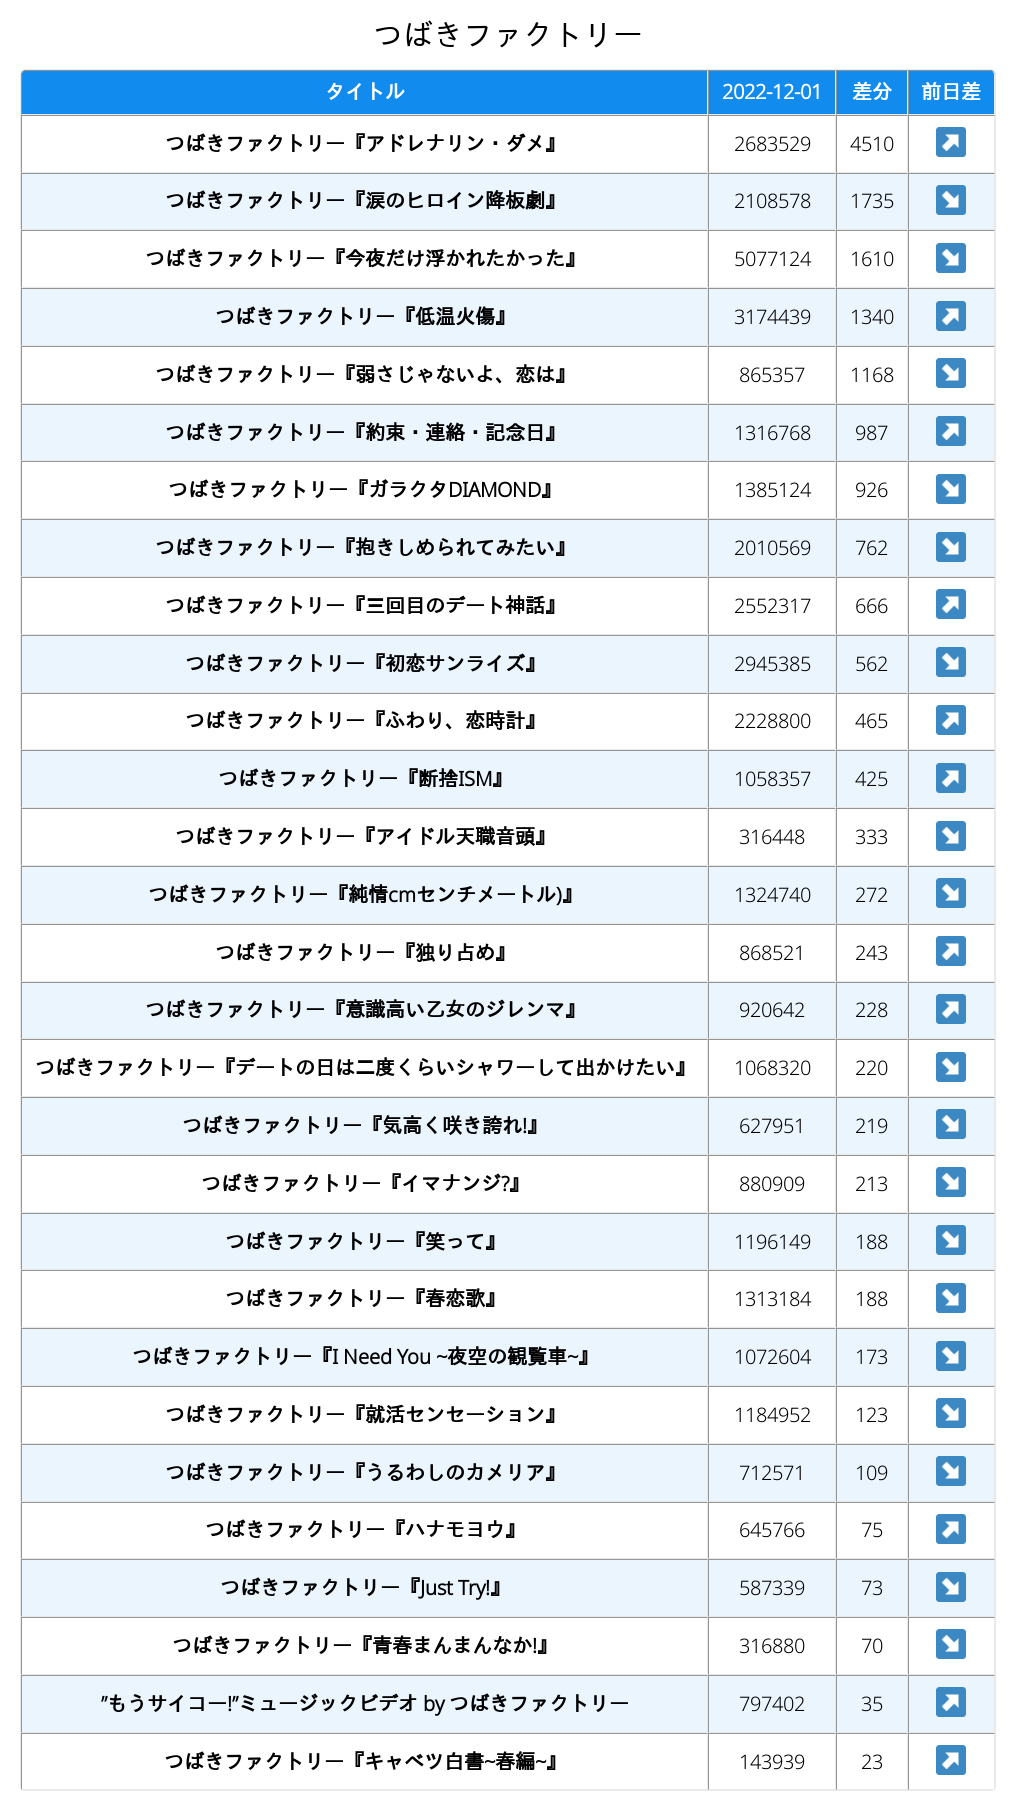 つばきファクトリー
タイトル 2022-12-01 差分 前日差
つばきファクトリー『アドレナリン・ダメ』 2683529 4510 ↗
つばきファクトリー『涙のヒロイン降板劇』 2108578 1735 ↘
つばきファクトリー『今夜だけ浮かれたかった』 5077124 1610 ↘
つばきファクトリー『低温火傷』 3174439 1340 ↗
つばきファクトリー『弱さじゃないよ、恋は』 865357 1168 ↘
つばきファクトリー『約束・連絡・記念日』 1316768 987 ↗
つばきファクトリー『ガラクタDIAMOND』 1385124 926 ↘
つばきファクトリー『抱きしめられてみたい』 2010569 762 ↘
つばきファクトリー『三回目のデート神話』 2552317 666 ↗
つばきファクトリー『初恋サンライズ』 2945385 562 ↘
つばきファクトリー『ふわり、恋時計』 2228800 465 ↗
つばきファクトリー『断捨ISM』 1058357 425 ↗
つばきファクトリー『アイドル天職音頭』 316448 333 ↘
つばきファクトリー『純情cmセンチメートル)』 1324740 272 ↘
つばきファクトリー『独り占め』 868521 243 ↗
つばきファクトリー『意識高い乙女のジレンマ』 920642 228 ↗
つばきファクトリー『デートの日は二度くらいシャワーして出かけたい』 1068320 220 ↘
つばきファクトリー『気高く咲き誇れ!』 627951 219 ↘
つばきファクトリー『イマナンジ?』 880909 213 ↘
つばきファクトリー『笑って』 1196149 188 ↘
つばきファクトリー『春恋歌』 1313184 188 ↘
つばきファクトリー『I Need You ~夜空の観覧車~』 1072604 173 ↘
つばきファクトリー『就活センセーション』 1184952 123 ↘
つばきファクトリー『うるわしのカメリア』 712571 109 ↘
つばきファクトリー『ハナモヨウ』 645766 75 ↗
つばきファクトリー『Just Try!』 587339 73 ↘
つばきファクトリー『青春まんまんなか!』 316880 70 ↘
”もうサイコー!”ミュージックビデオ by つばきファクトリー 797402 35 ↗
つばきファクトリー『キャベツ白書~春編~』 143939 23 ↗